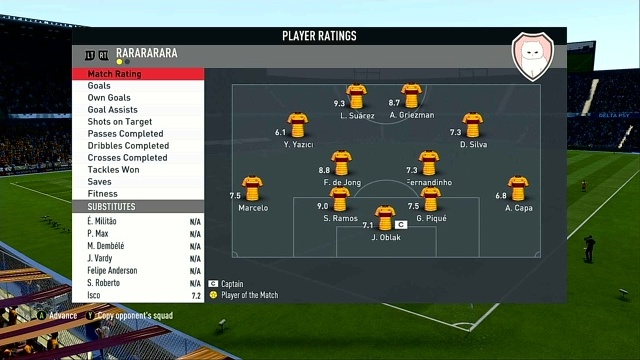 PLAYER RATINGS
LT RT RARARARARA
Match Rating
Goals
Own Goals
Goal Assists
Shots on Target
Passes Completed
Dribbles Completed
Crosses Completed
Tackles Won
Saves
Fitness
SUBSTITUTES
É. Militão N/A
P. Max N/A
M. Dembélé N/A
J. Vardy N/A
Felipe Anderson N/A
S. Roberto N/A
Isco 7.2
9.3 L. Suárez
8.7 A. Griezman
6.1 Y. Yazici
7.3 D. Silva
8.8 F. de Jong
7.3 Fernandinho
7.5 Marcelo
9.0 S. Ramos
7.5 G. Piqué
6.8 A. Capa
7.1 C J. Oblak
C Captain
Player of the Match
A Advance Y Copy opponent's squad